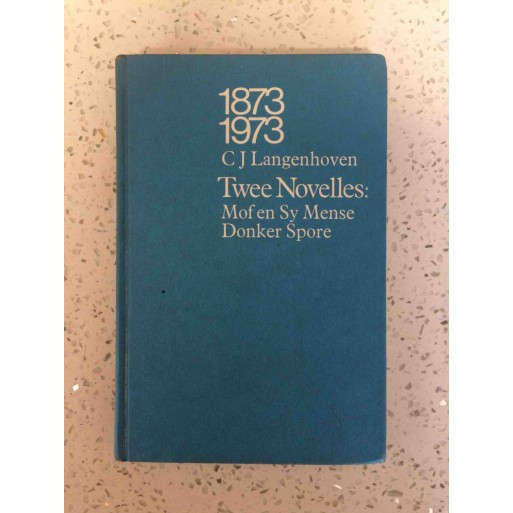 1873
1973
C J Langenhoven
Twee Novelles:
Mof en Sy Mense
Donker Spore